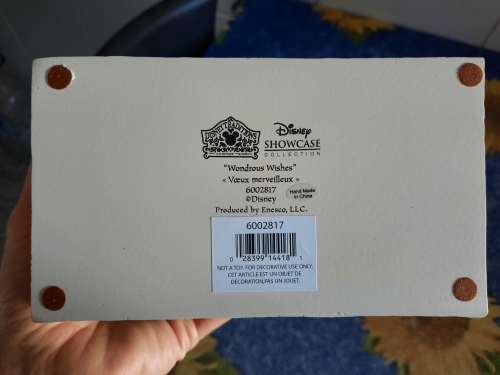 DISNEY TRADITIONS
Disney
SHOWCASE
COLLECTION
"Wondrous Wishes"
« Vœux merveilleux »
6002817
Hand Made
in China
©Disney
Produced by Enesco, LLC.
6002817
0 28399 14418 1
NOT A TOY. FOR DECORATIVE USE ONLY.
CET ARTICLE EST UN OBJET DE
DÉCORATION,PAS UN JOUET.